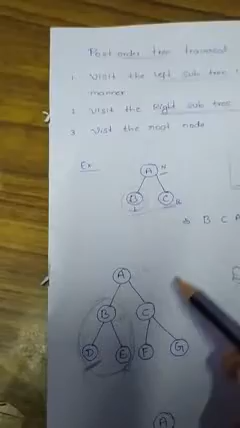 Post order tree traversal
1. Visit the left sub tree
manner
2 Visit the Right sub tree
3 Visit the root node
Ex
A
B C
B C A
A
B C
D E F G
A